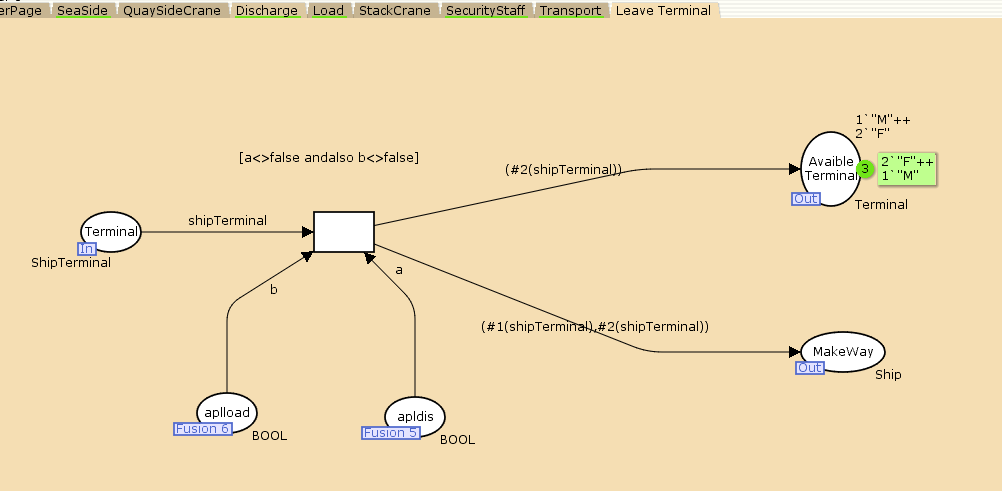 erPage SeaSide QuaySideCrane Discharge Load StackCrane SecurityStaff Transport Leave Terminal
1`"M"++
2`"F"
[a<>false andalso b<>false]
(#2(shipTerminal))
Avaible
Terminal
3
2`"F"++
1`"M"
Out
Terminal
shipTerminal
Terminal
In
ShipTerminal
a
b
(#1(shipTerminal),#2(shipTerminal))
MakeWay
Out
Ship
aplload
Fusion 6
BOOL
apldis
Fusion 5
BOOL